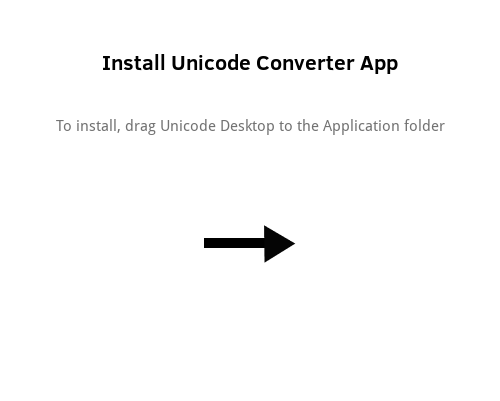 Install Unicode Converter App
To install, drag Unicode Desktop to the Application folder